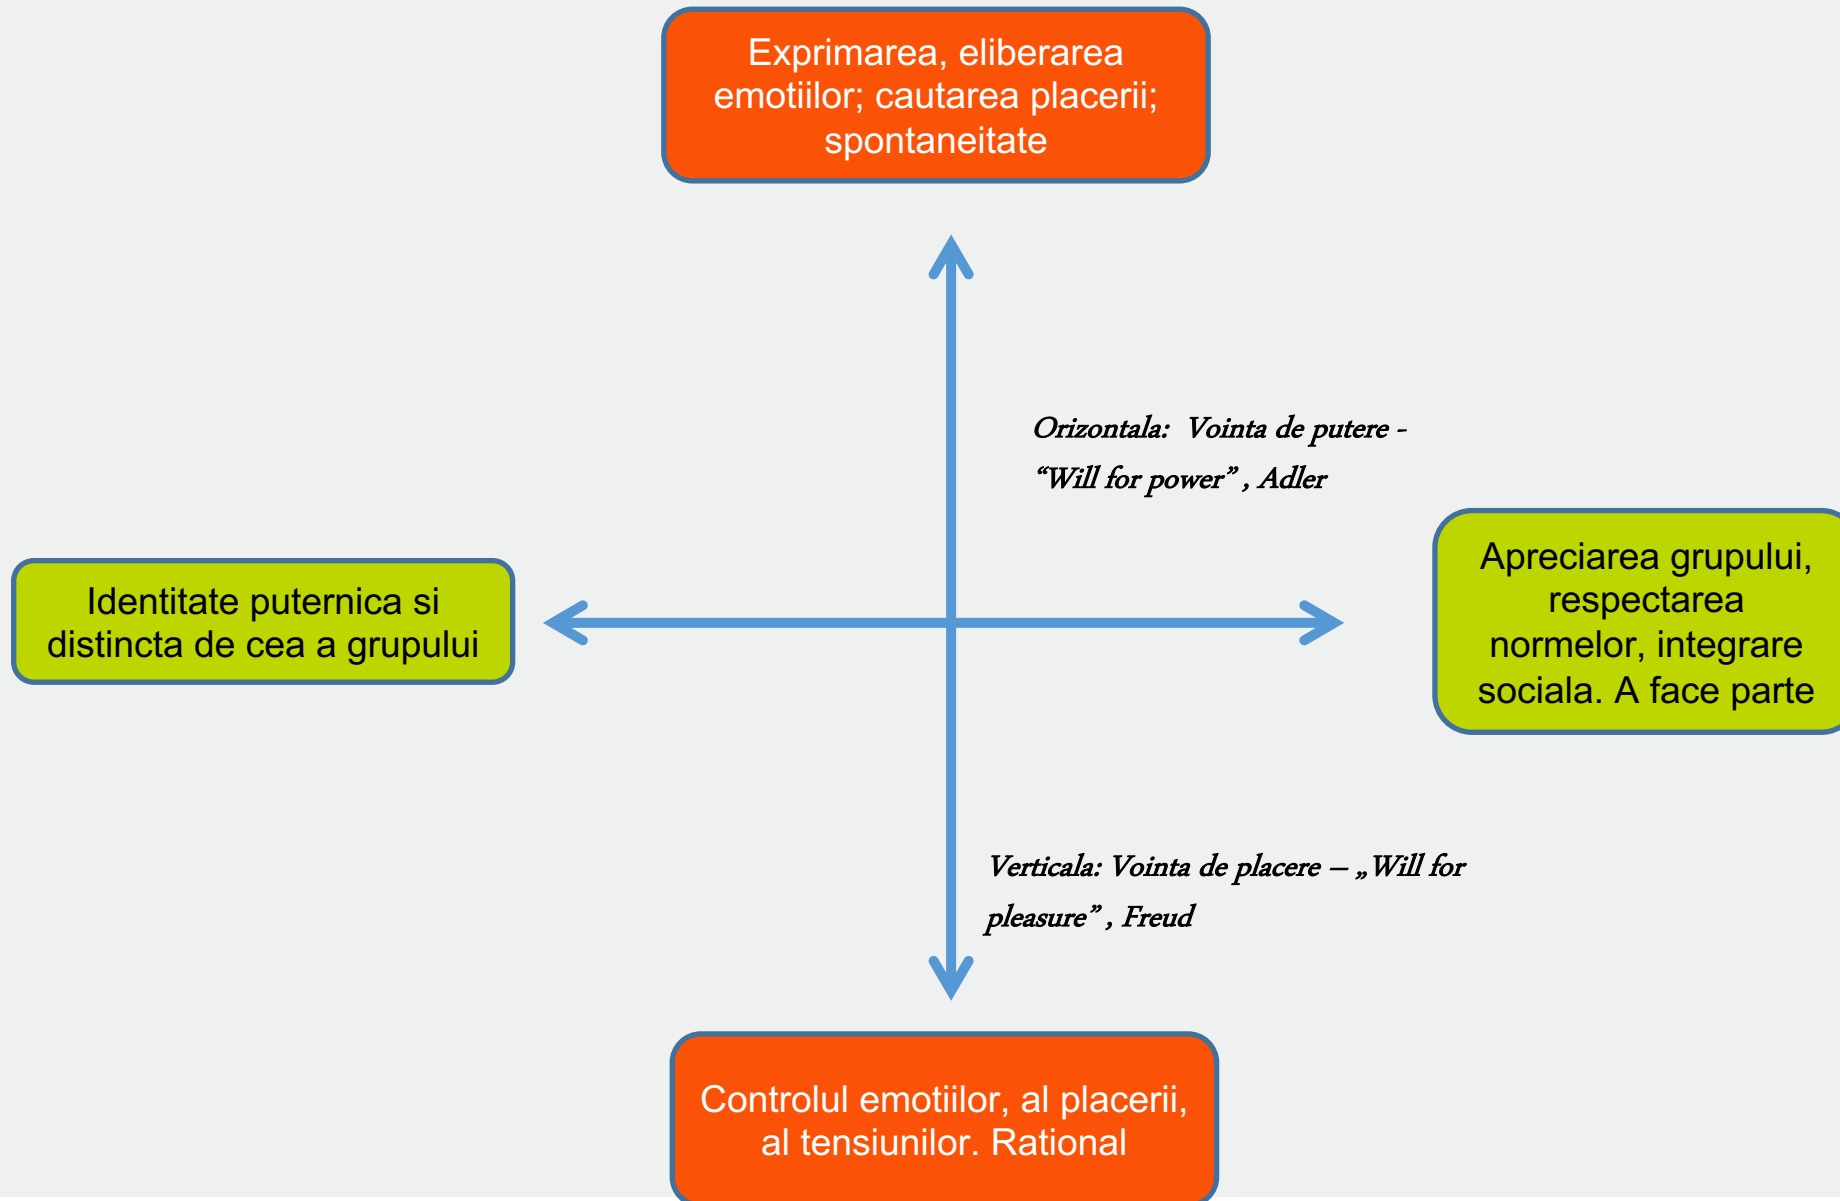 Exprimarea, eliberarea
emotiilor; cautarea placerii;
spontaneitate
Orizontala:  Vointa de putere -
“Will for power” , Adler
Identitate puternica si
distincta de cea a grupului
Apreciarea grupului,
respectarea
normelor, integrare
sociala. A face parte
Verticala: Vointa de placere – „Will for
pleasure” , Freud
Controlul emotiilor, al placerii,
al tensiunilor. Rational